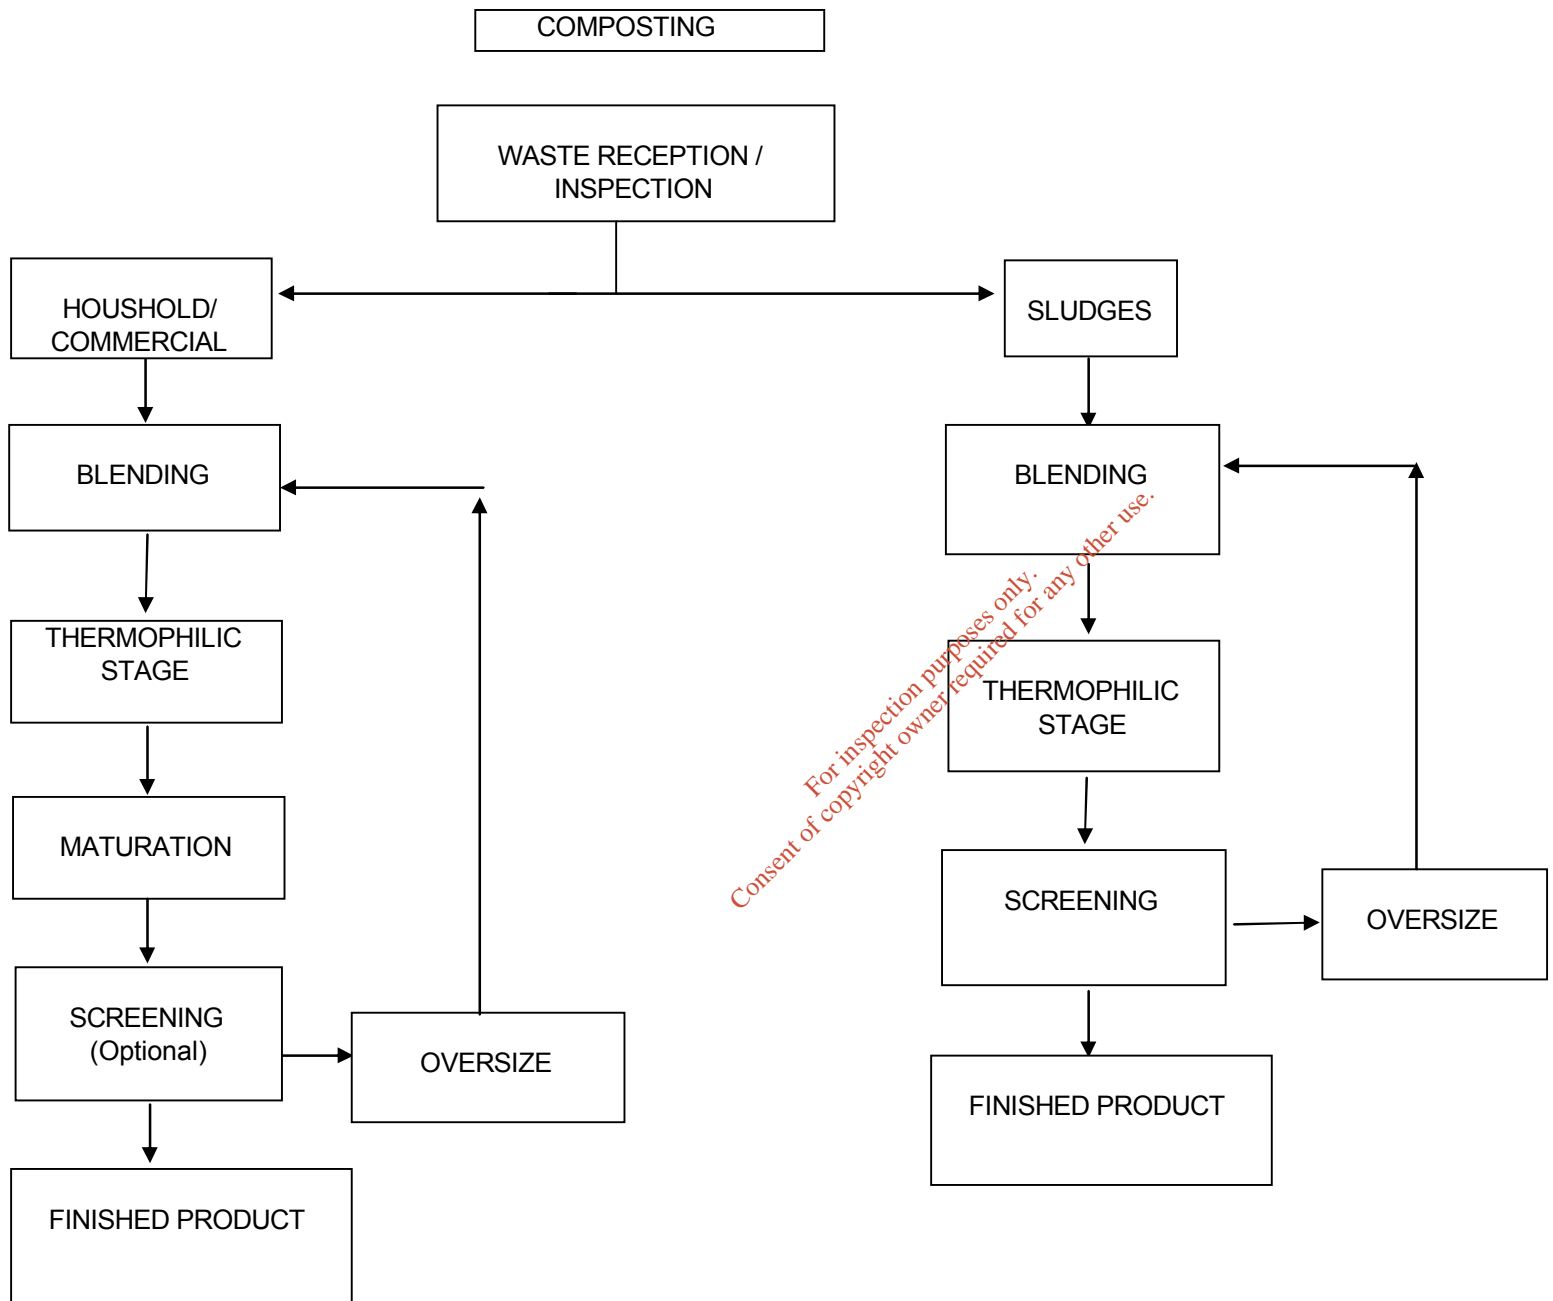 COMPOSTING
WASTE RECEPTION /
INSPECTION
HOUSHOLD/
COMMERCIAL
BLENDING
THERMOPHILIC
STAGE
MATURATION
SCREENING
(Optional)
OVERSIZE
FINISHED PRODUCT
SLUDGES
BLENDING
THERMOPHILIC
STAGE
SCREENING
OVERSIZE
FINISHED PRODUCT
For inspection purposes only.
Consent of copyright owner required for any other use.